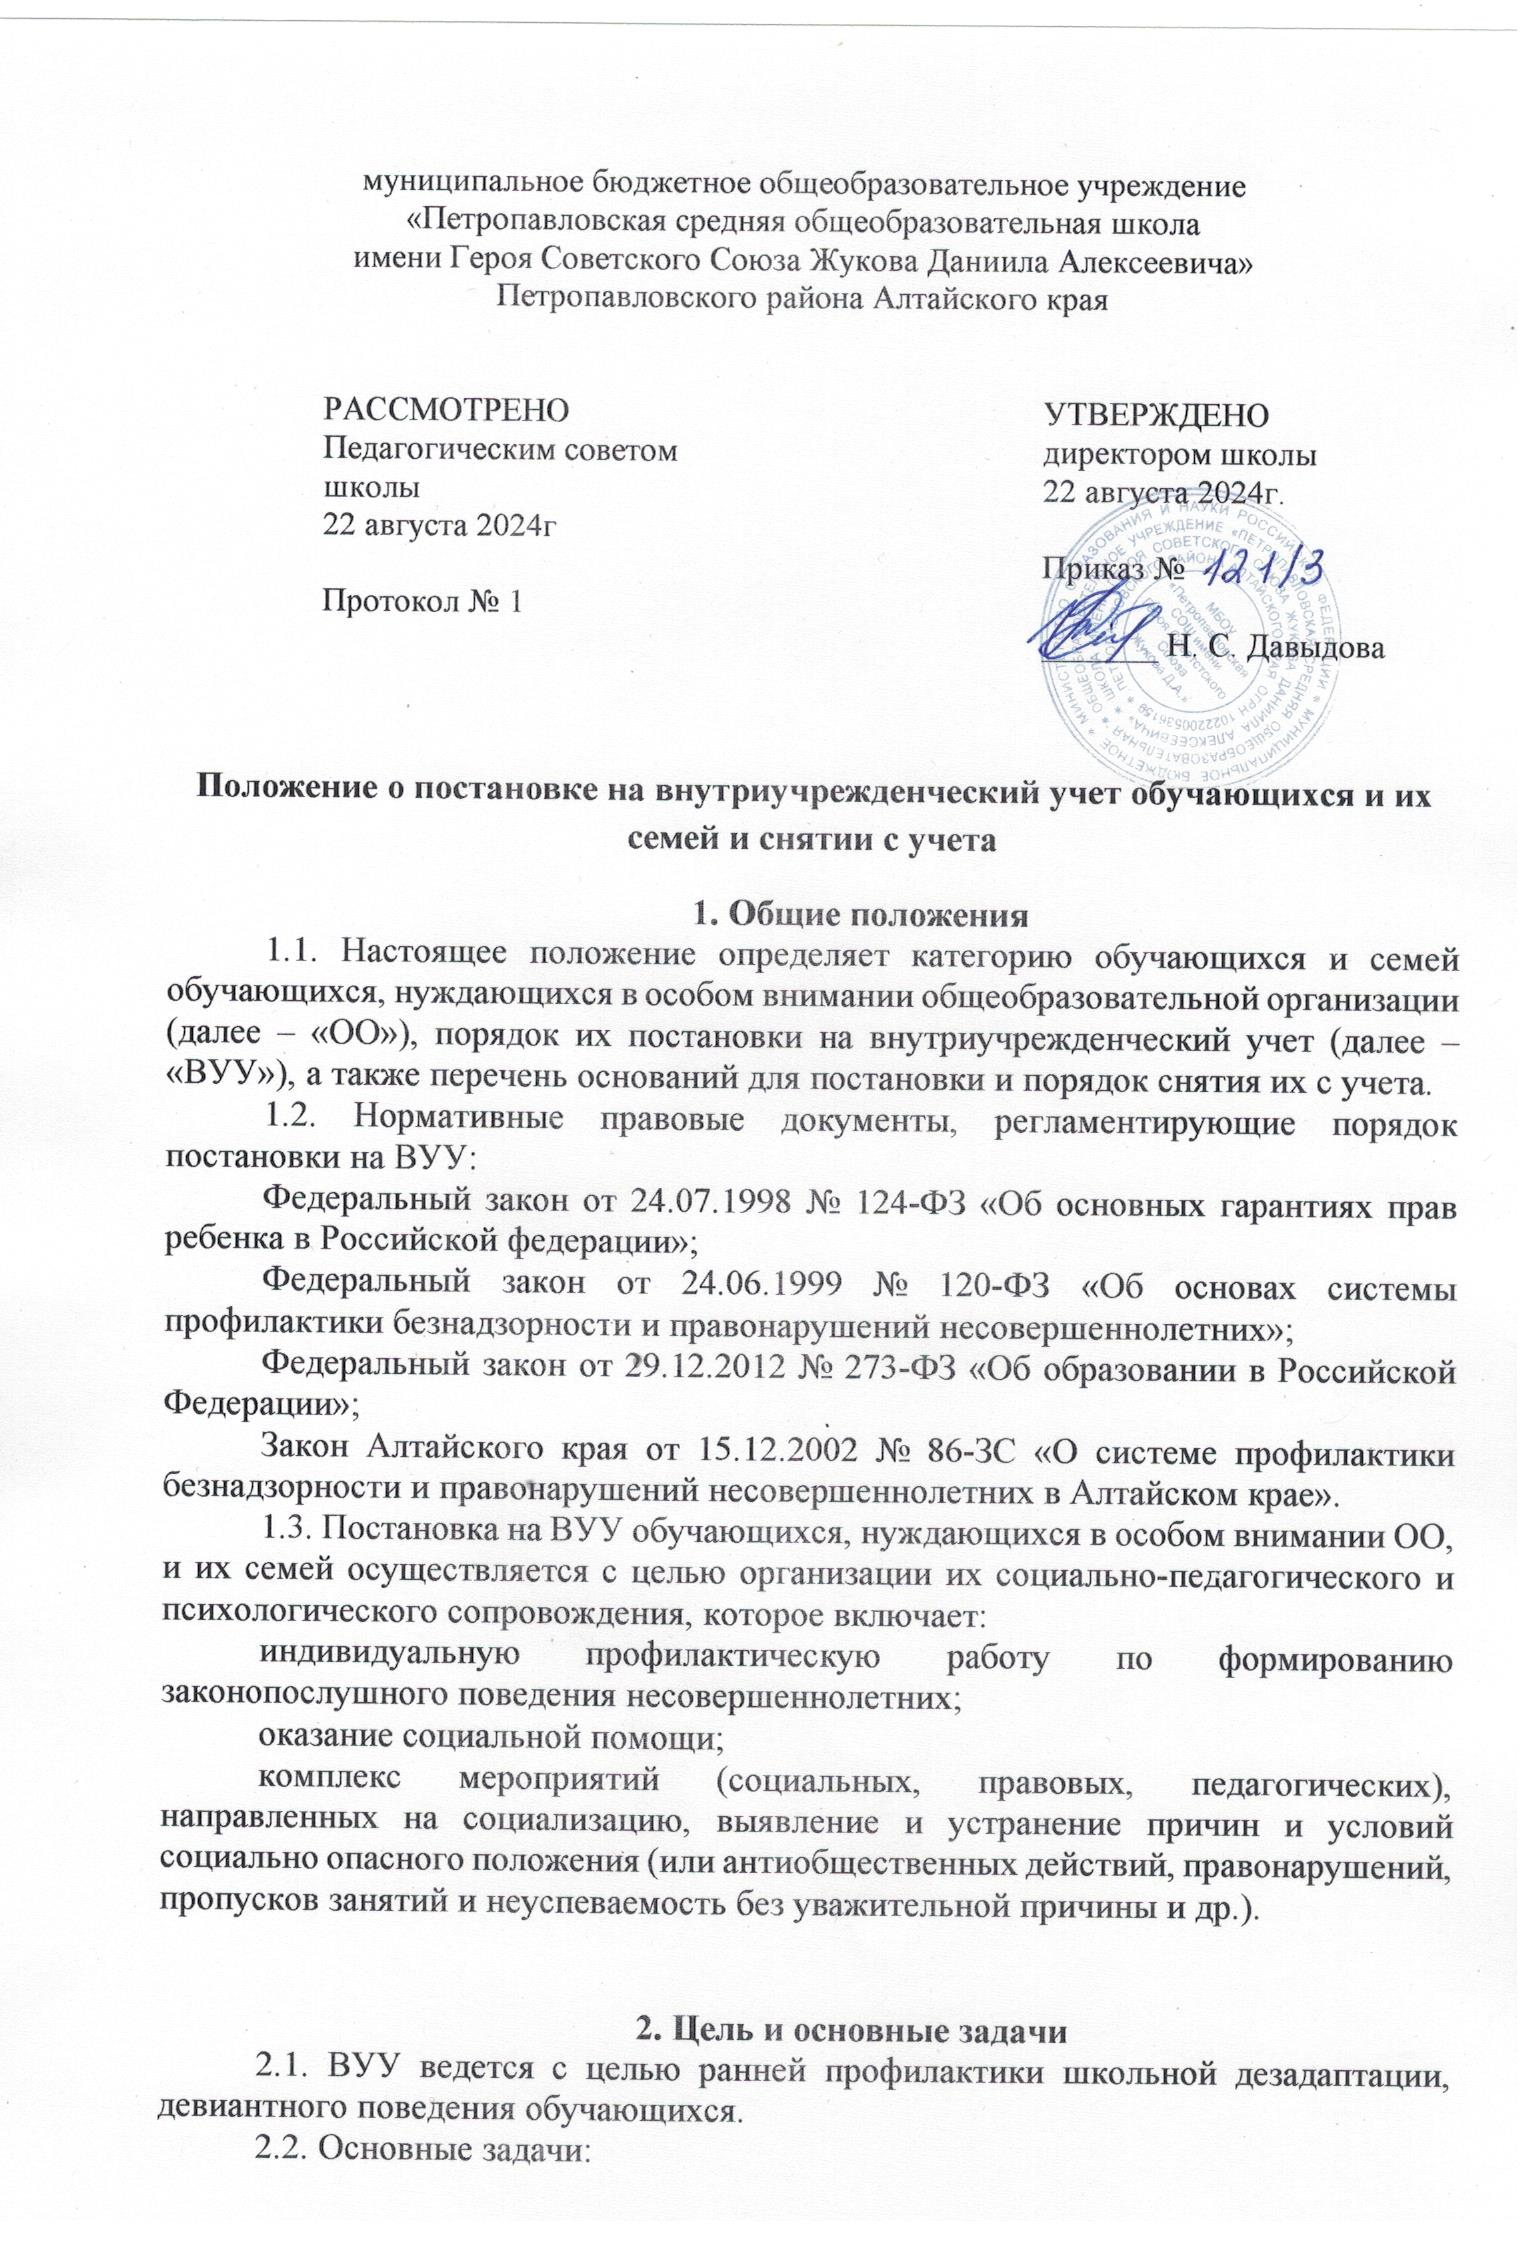 муниципальное бюджетное общеобразовательное учреждение
«Петропавловская средняя общеобразовательная школа
имени Героя Советского Союза Жукова Даниила Алексеевича»
Петропавловского района Алтайского края
РАССМОТРЕНО
Педагогическим советом
школы
22 августа 2024г
Протокол № 1
УТВЕРЖДЕНО
директором школы
22 августа 2024г.
Приказ № 121/3
Н. С. Давыдова
МБОУ
«Петропавловская
СОШ имени
Героя Советского
Союза
Жукова Д.А.»
Положение о постановке на внутриучрежденческий учет обучающихся и их
семей и снятии с учета
1. Общие положения
1.1. Настоящее положение определяет категорию обучающихся и семей
обучающихся, нуждающихся в особом внимании общеобразовательной организации
(далее – «ОО»), порядок их постановки на внутриучрежденческий учет (далее –
«ВУУ»), а также перечень оснований для постановки и порядок снятия их с учета.
1.2. Нормативные правовые документы, регламентирующие порядок
постановки на ВУУ:
Федеральный закон от 24.07.1998 № 124-ФЗ «Об основных гарантиях прав
ребенка в Российской федерации»;
Федеральный закон от 24.06.1999 № 120-ФЗ «Об основах системы
профилактики безнадзорности и правонарушений несовершеннолетних»;
Федеральный закон от 29.12.2012 № 273-ФЗ «Об образовании в Российской
Федерации»;
Закон Алтайского края от 15.12.2002 № 86-ЗС «О системе профилактики
безнадзорности и правонарушений несовершеннолетних в Алтайском крае».
1.3. Постановка на ВУУ обучающихся, нуждающихся в особом внимании ОО,
и их семей осуществляется с целью организации их социально-педагогического и
психологического сопровождения, которое включает:
индивидуальную профилактическую работу по формированию
законопослушного поведения несовершеннолетних;
оказание социальной помощи;
комплекс мероприятий (социальных, правовых, педагогических),
направленных на социализацию, выявление и устранение причин и условий
социально опасного положения (или антиобщественных действий, правонарушений,
пропусков занятий и неуспеваемость без уважительной причины и др.).
2. Цель и основные задачи
2.1. ВУУ ведется с целью ранней профилактики школьной дезадаптации,
девиантного поведения обучающихся.
2.2. Основные задачи: